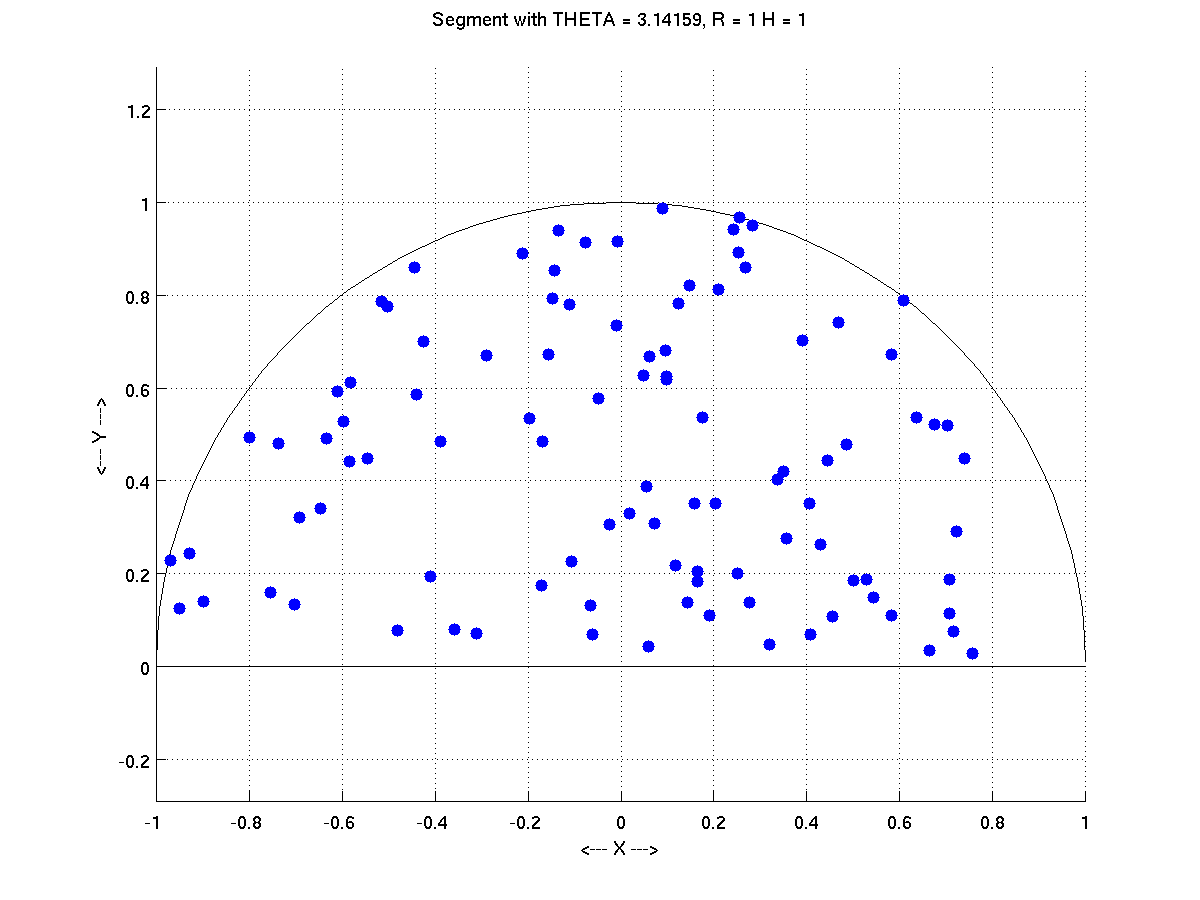 Segment with THETA = 3.14159, R = 1 H = 1
1.2
1
0.8
0.6
0.4
0.2
0
-0.2
<--- Y --->
-1 -0.8 -0.6 -0.4 -0.2 0 0.2 0.4 0.6 0.8 1
<--- X --->